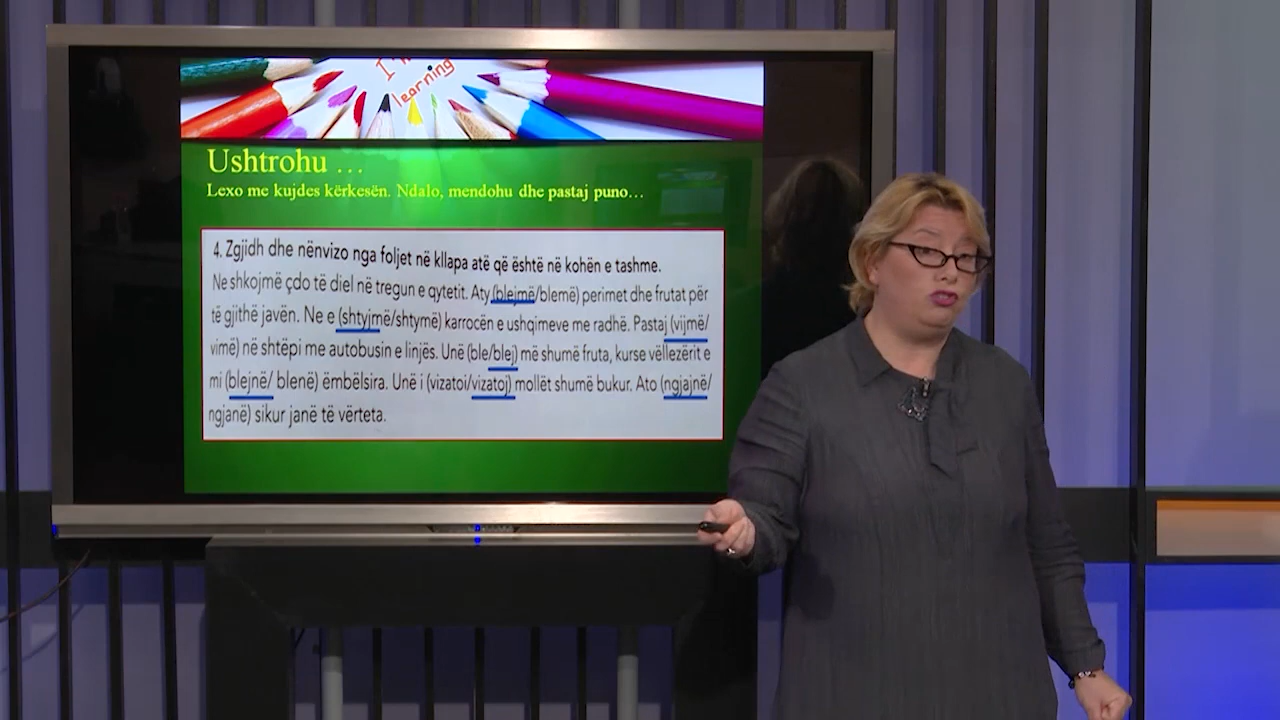 learning
Ushtrohu ...
Lexo me kujdes kërkesën. Ndalo, mendohu dhe pastaj puno...
4. Zgjidh dhe nënvizo nga foljet në kllapa atë që është në kohën e tashme.
Ne shkojmë çdo të diel në tregun e qytetit. Aty (blejmë/blemë) perimet dhe frutat për
të gjithë javën. Ne e (shtyjmë/shtymë) karrocën e ushqimeve me radhë. Pastaj (vijmë/
vimë) në shtëpi me autobusin e linjës. Unë (ble/blej) më shumë fruta, kurse vëllezërit e
mi (blejnë/ blenë) ëmbëlsira. Unë i (vizatoi/vizatoj) mollët shumë bukur. Ato (ngjajnë/
ngjanë) sikur janë të vërteta.